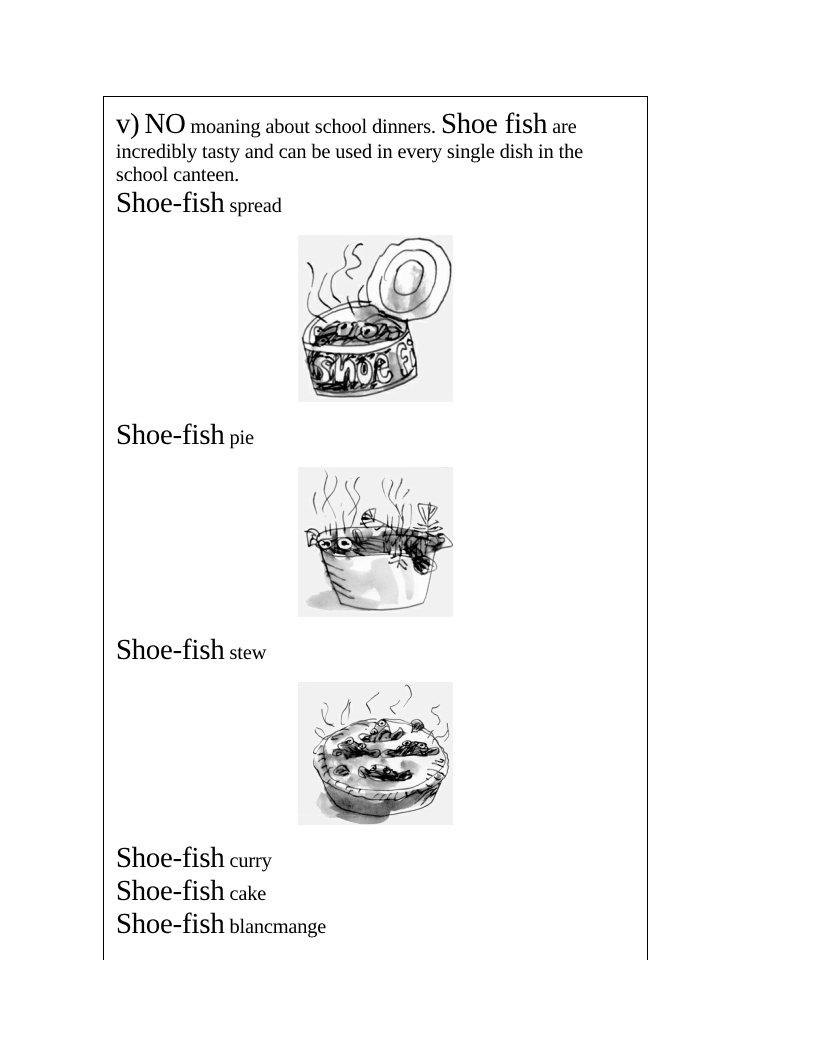 v) NO moaning about school dinners. Shoe fish are
incredibly tasty and can be used in every single dish in the
school canteen.
Shoe-fish spread
shoe fi
Shoe-fish pie
Shoe-fish stew
Shoe-fish curry
Shoe-fish cake
Shoe-fish blancmange